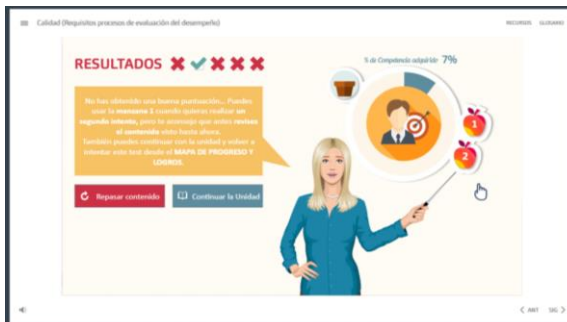 Calidad (Requisitos procesos de evaluación del desempeño)
RECURSOS GLOSARIO
RESULTADOS
% de Competencia adquirida 7%
No has obtenido una buena puntuación... Puedes
usar la manzana 1 cuando quieras realizar un
segundo intento, pero te aconsejo que antes revises
el contenido visto hasta ahora.
También puedes continuar con la unidad y volver a
intentar este test desde el MAPA DE PROGRESO Y
LOGROS.
1
2
Repasar contenido
Continuar la Unidad
ANT SIG